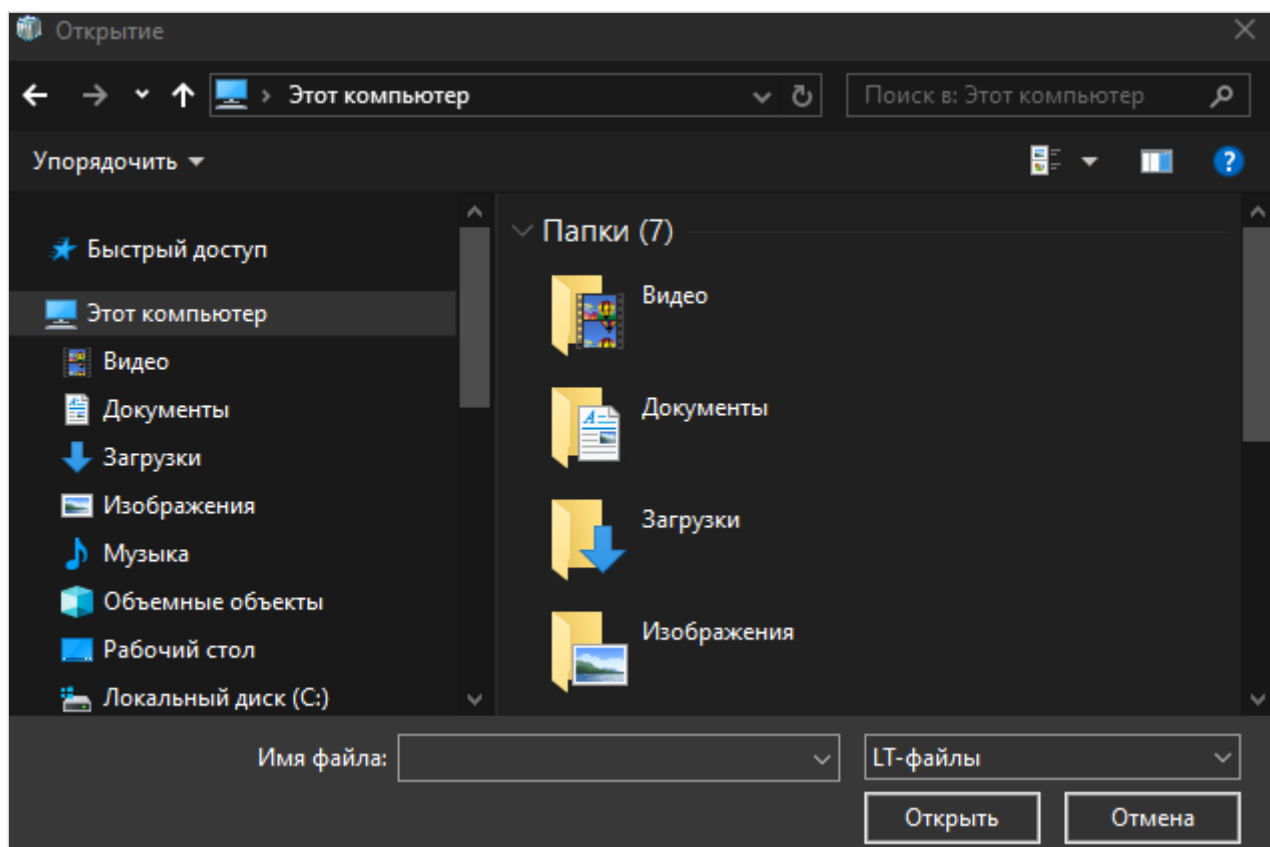 Открытие
Этот компьютер
Поиск в: Этот компьютер
Упорядочить
Быстрый доступ
Этот компьютер
Видео
Документы
Загрузки
Изображения
Музыка
Объемные объекты
Рабочий стол
Локальный диск (C:)
Папки (7)
Видео
Документы
Загрузки
Изображения
Имя файла:
LT-файлы
Открыть
Отмена